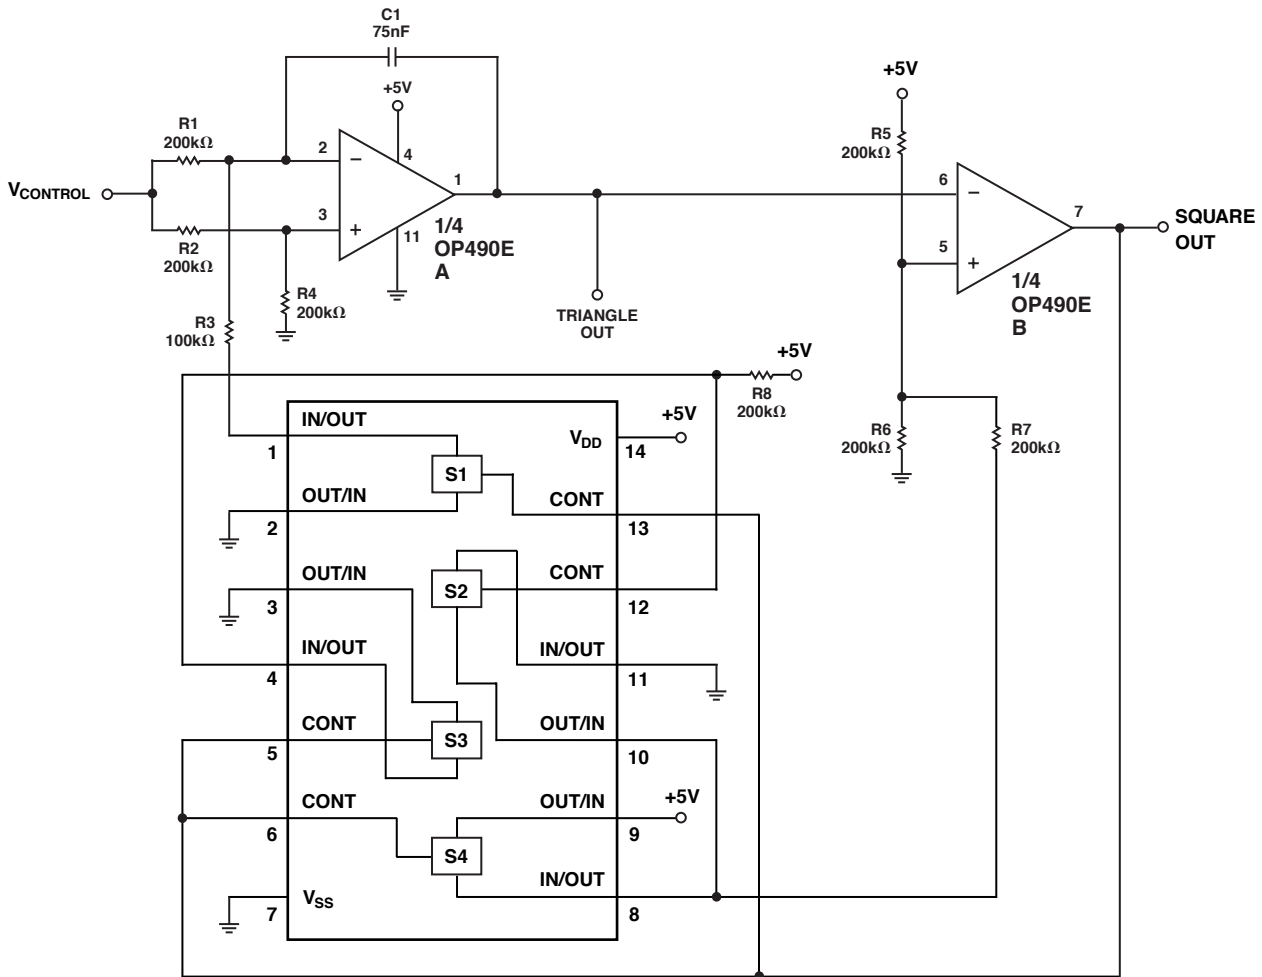 C1
75nF
+5V
R1
200kΩ
2
−
4
1
VCONTROL
3
+
11
1/4
OP490E
A
R2
200kΩ
R4
200kΩ
R3
100kΩ
TRIANGLE
OUT
+5V
R5
200kΩ
6
−
7
5
+
1/4
OP490E
B
SQUARE
OUT
+5V
R8
200kΩ
R6
200kΩ
R7
200kΩ
IN/OUT
1
S1
VDD
14
+5V
OUT/IN
2
CONT
13
OUT/IN
3
S2
CONT
12
IN/OUT
4
IN/OUT
11
CONT
5
S3
OUT/IN
10
CONT
6
S4
OUT/IN
9
+5V
VSS
7
IN/OUT
8